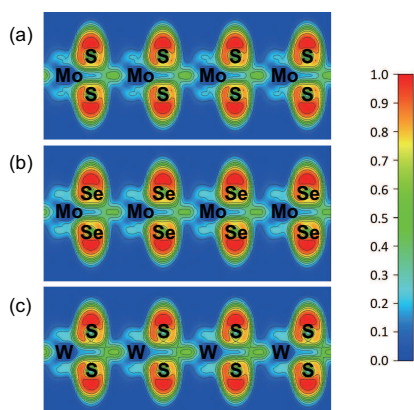 (a)
S S S S
Mo Mo Mo Mo
S S S S
(b)
Se Se Se Se
Mo Mo Mo Mo
Se Se Se Se
(c)
S S S S
W W W W
S S S S
1.0
0.9
0.8
0.7
0.6
0.5
0.4
0.3
0.2
0.1
0.0